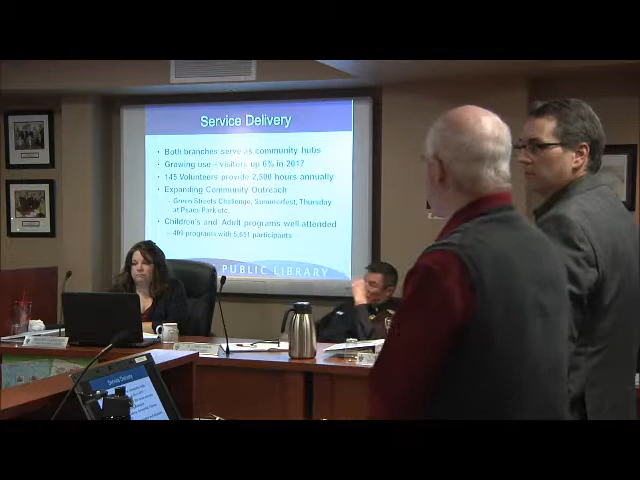 Service Delivery
• Both branches serve as community hubs
• Growing use – visitors up 6% in 2017
• 145 Volunteers provide 2,500 hours annually
• Expanding Community Outreach
– Green Streets Challenge, Summerfest, Thursday
at Peace Park etc.
• Children's and Adult programs well attended
– 409 programs with 5,651 participants
PUBLIC LIBRARY
Service Delivery